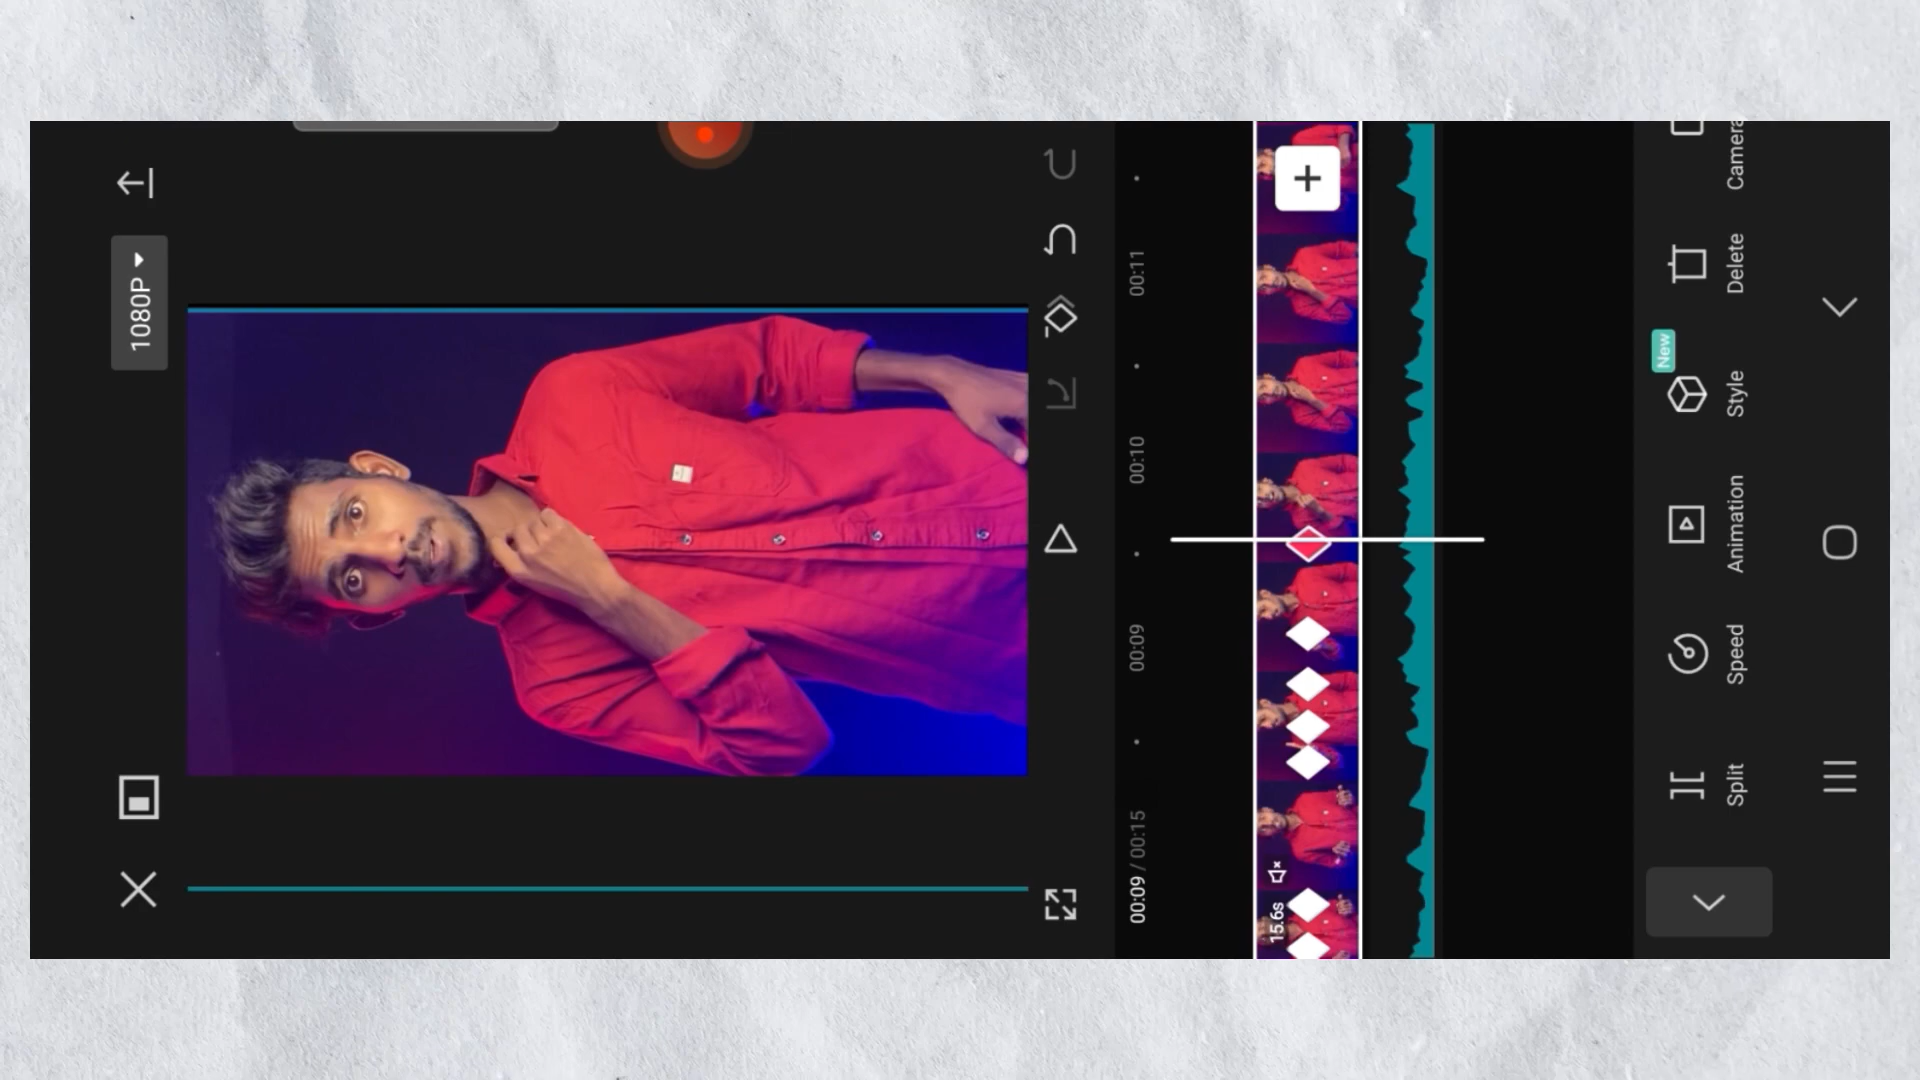 1080P
00:09 / 00:15
00:09
00:10
00:11
15.6s
Split
Speed
Animation
New
Style
Delete
Camera